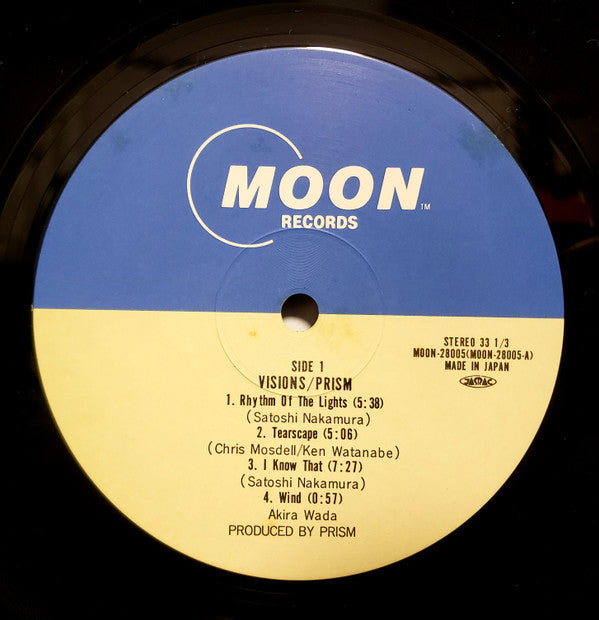 MOON TM
RECORDS
STEREO 33 1/3
MOON-28005(MOON-28005-A)
MADE IN JAPAN
JASRAC
SIDE 1
VISIONS/PRISM
1. Rhythm Of The Lights (5:38)
(Satoshi Nakamura)
2. Tearscape (5:06)
(Chris Mosdell/Ken Watanabe)
3. I Know That (7:27)
(Satoshi Nakamura)
4. Wind (0:57)
Akira Wada
PRODUCED BY PRISM